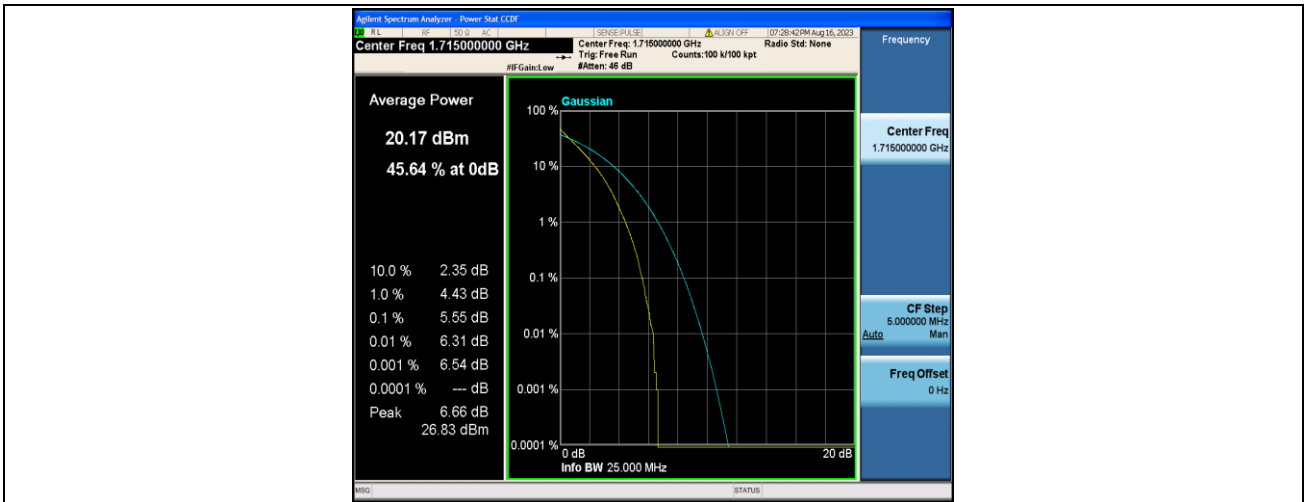 Agilent Spectrum Analyzer - Power Stat CCDF
RL RF 50 Ω AC SENSE:PULSE ALIGN OFF 07:28:42PM Aug 16, 2023
Center Freq 1.715000000 GHz
Center Freq: 1.715000000 GHz Radio Std: None
Trig: Free Run Counts:100 k/100 kpt
#IFGain:Low #Atten: 46 dB
Frequency
Average Power
20.17 dBm
45.64 % at 0dB
10.0 % 2.35 dB
1.0 % 4.43 dB
0.1 % 5.55 dB
0.01 % 6.31 dB
0.001 % 6.54 dB
0.0001 % --- dB
Peak 6.66 dB
26.83 dBm
Gaussian
100 %
10 %
1 %
0.1 %
0.01 %
0.001 %
0.0001 %
0 dB 20 dB
Info BW 25.000 MHz
Center Freq
1.715000000 GHz
CF Step
5.000000 MHz
Auto Man
Freq Offset
0 Hz
MSG STATUS